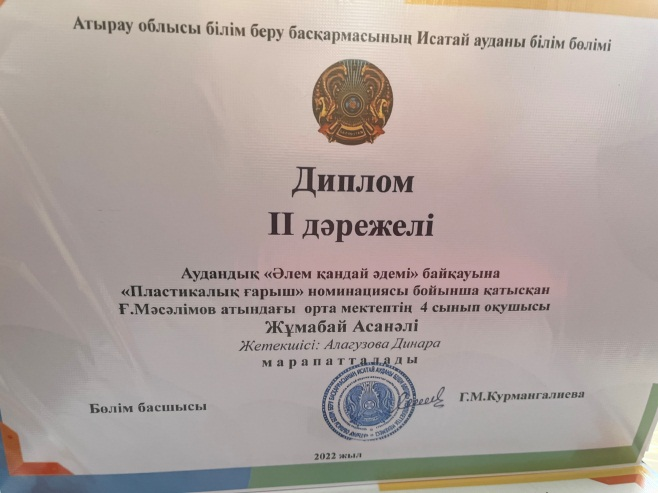 Атырау облысы білім беру басқармасының Исатай ауданы білім бөлімі
Диплом
II дәрежелі
Аудандық «Әлем қандай әдемі» байқауына
«Пластикалық ғарыш» номинациясы бойынша қатысқан
Ғ.Мәсәлімов атындағы орта мектептің 4 сынып оқушысы
Жұмабай Асанәлі
Жетекшісі: Алагузова Динара
марапатталады
Бөлім басшысы
Г.М.Курмангалиева
2022 жыл